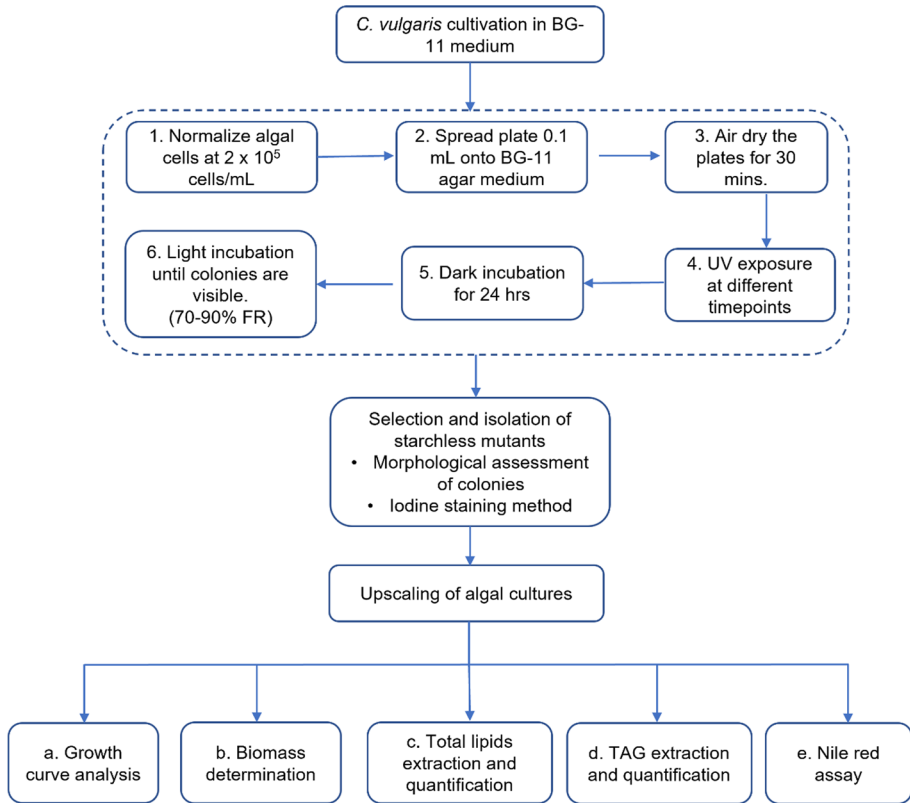 C. vulgaris cultivation in BG-
11 medium
1. Normalize algal
cells at 2 x 10⁵
cells/mL
2. Spread plate 0.1
mL onto BG-11
agar medium
3. Air dry the
plates for 30
mins.
4. UV exposure
at different
timepoints
5. Dark incubation
for 24 hrs
6. Light incubation
until colonies are
visible.
(70-90% FR)
Selection and isolation of
starchless mutants
• Morphological assessment
of colonies
• Iodine staining method
Upscaling of algal cultures
a. Growth
curve analysis
b. Biomass
determination
c. Total lipids
extraction and
quantification
d. TAG extraction
and quantification
e. Nile red
assay